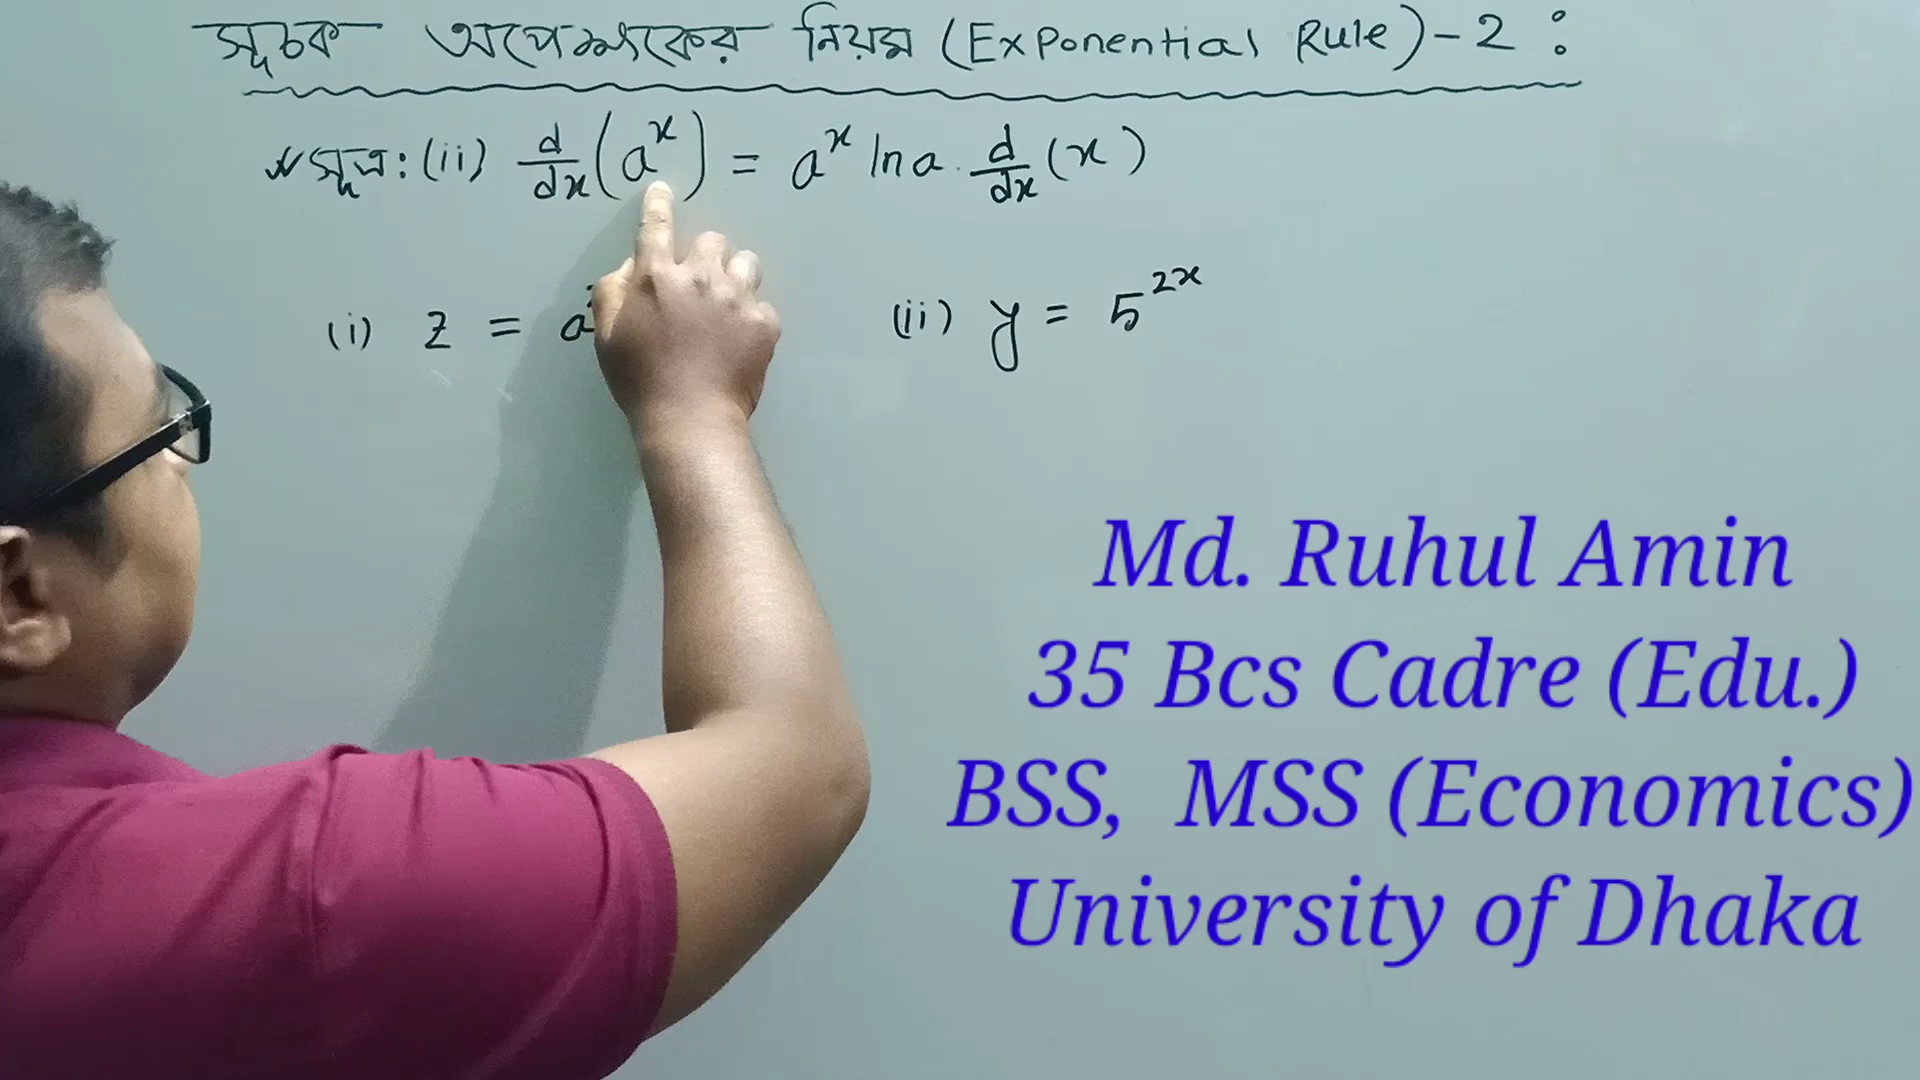 সূচক অপেক্ষকের নিয়ম (Exponential Rule) - 2 :
সূত্র : (ii) d/dx (a^x) = a^x ln a . d/dx (x)
(i) z = a
(ii) y = 5^2x
Md. Ruhul Amin
35 Bcs Cadre (Edu.)
BSS, MSS (Economics)
University of Dhaka